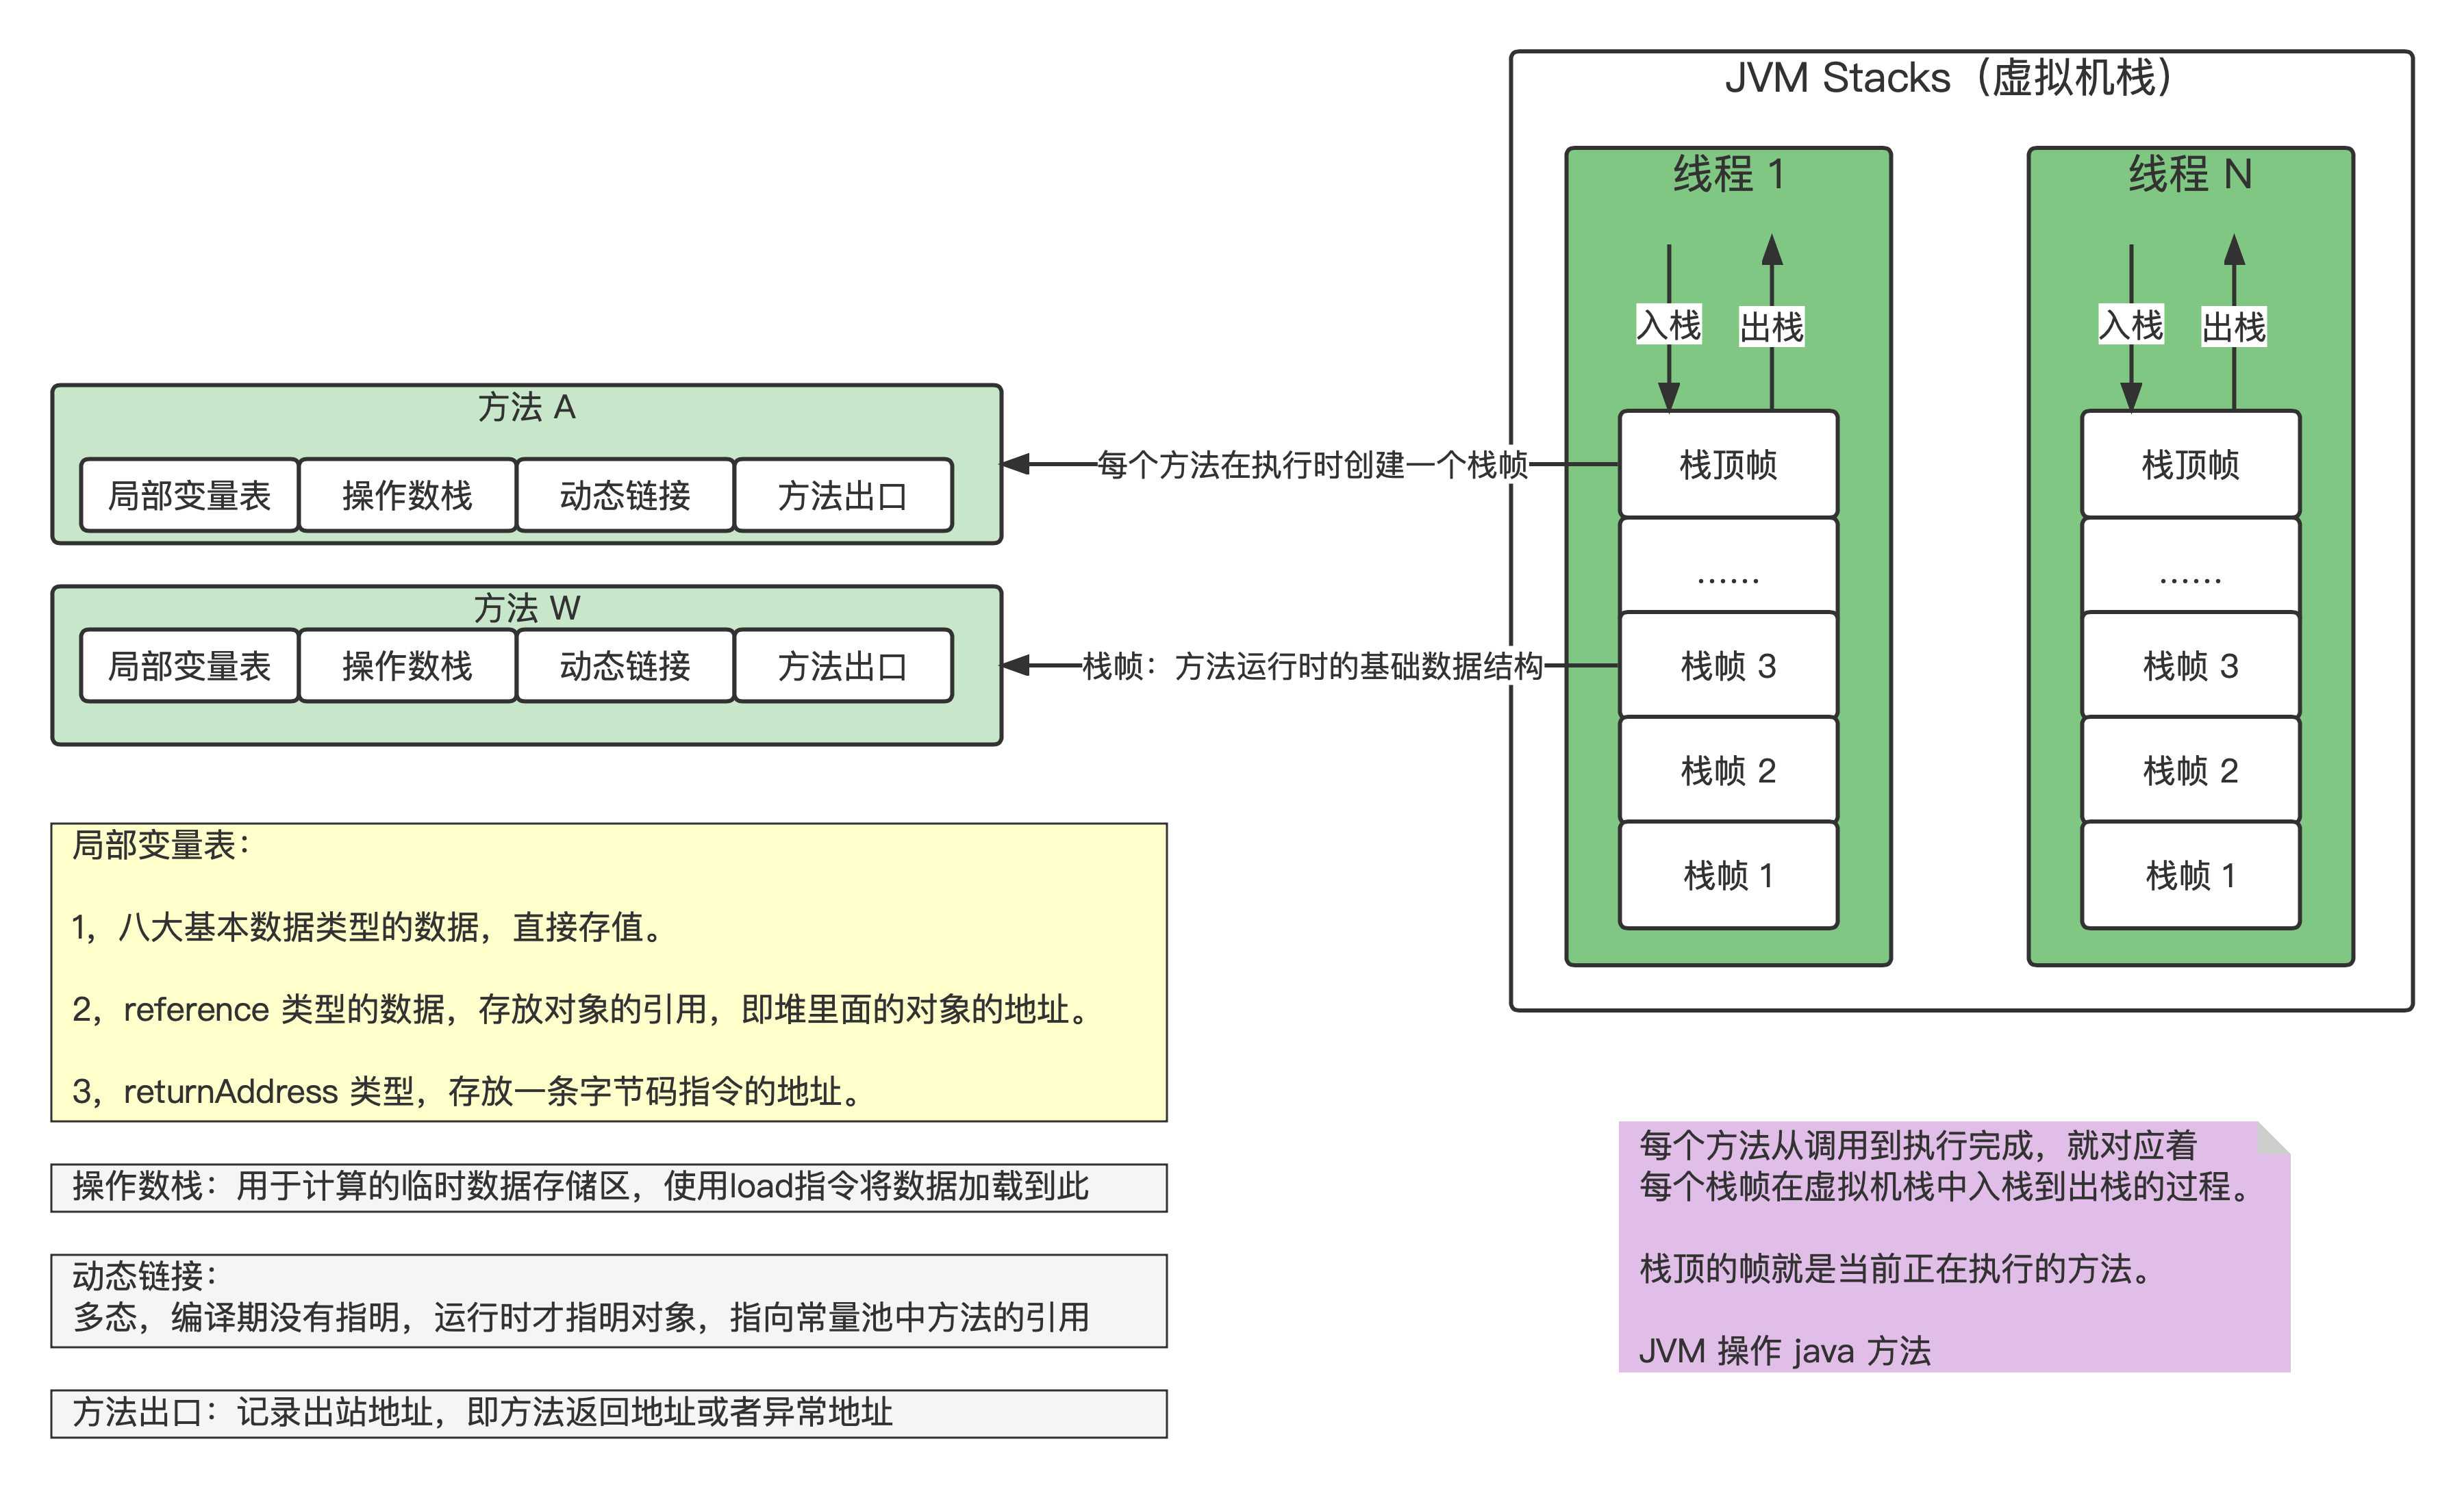 JVM Stacks（虚拟机栈）
线程 1
线程 N
入栈
出栈
入栈
出栈
方法 A
局部变量表
操作数栈
动态链接
方法出口
每个方法在执行时创建一个栈帧
栈顶帧
栈顶帧
......
......
方法 W
局部变量表
操作数栈
动态链接
方法出口
栈帧：方法运行时的基础数据结构
栈帧 3
栈帧 3
栈帧 2
栈帧 2
栈帧 1
栈帧 1
局部变量表：
1，八大基本数据类型的数据，直接存值。
2，reference 类型的数据，存放对象的引用，即堆里面的对象的地址。
3，returnAddress 类型，存放一条字节码指令的地址。
操作数栈：用于计算的临时数据存储区，使用load指令将数据加载到此
动态链接：
多态，编译期没有指明，运行时才指明对象，指向常量池中方法的引用
方法出口：记录出站地址，即方法返回地址或者异常地址
每个方法从调用到执行完成，就对应着
每个栈帧在虚拟机栈中入栈到出栈的过程。
栈顶的帧就是当前正在执行的方法。
JVM 操作 java 方法